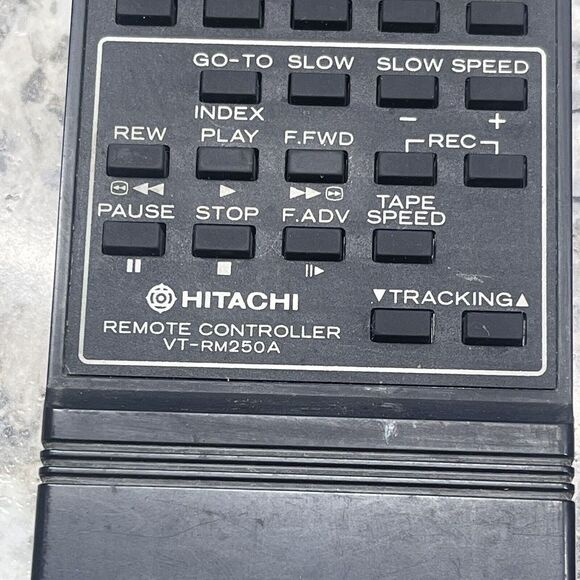 GO-TO SLOW SLOW SPEED
INDEX - +
REW PLAY F.FWD REC
PAUSE STOP F.ADV TAPE SPEED
HITACHI ▼TRACKING▲
REMOTE CONTROLLER
VT-RM250A